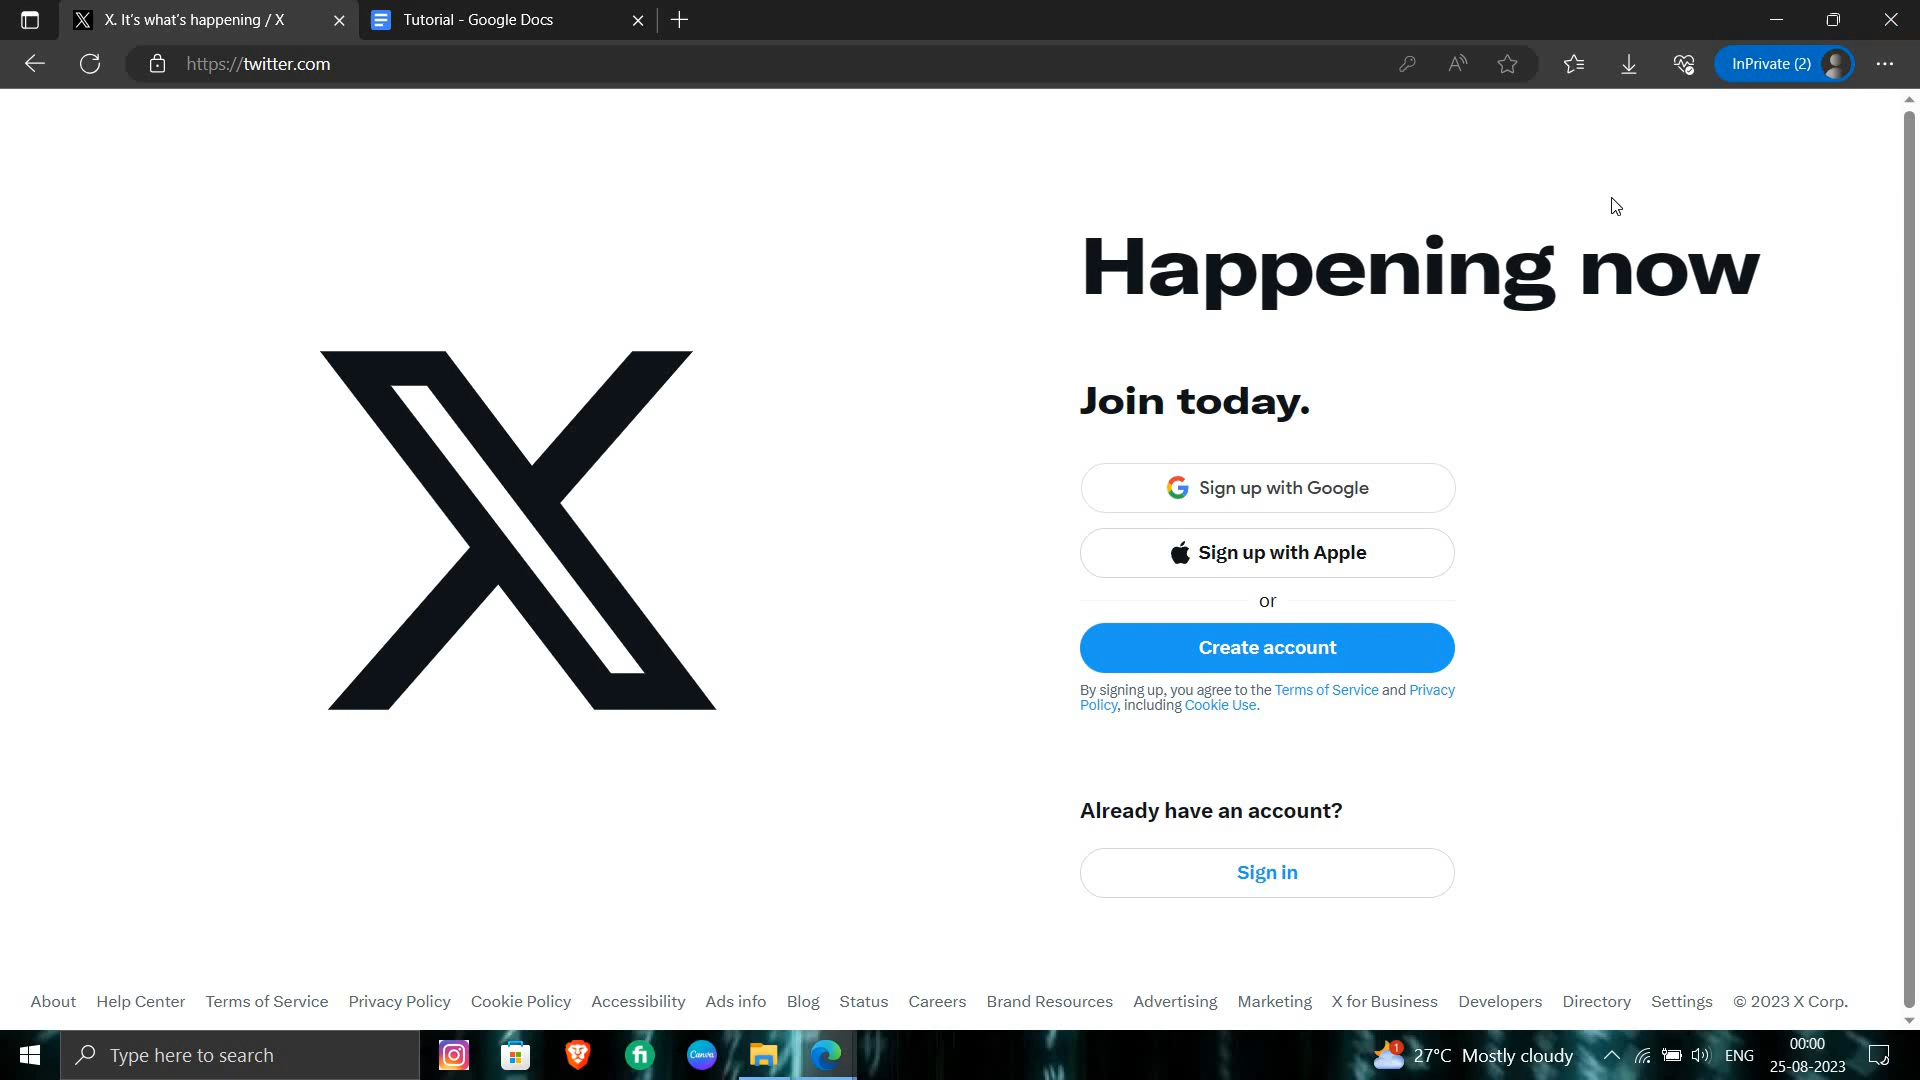 X. It's what's happening / X
Tutorial - Google Docs
https://twitter.com
InPrivate (2)
Happening now
Join today.
Sign up with Google
Sign up with Apple
or
Create account
By signing up, you agree to the Terms of Service and Privacy
Policy, including Cookie Use.
Already have an account?
Sign in
About Help Center Terms of Service Privacy Policy Cookie Policy Accessibility Ads info Blog Status Careers Brand Resources Advertising Marketing X for Business Developers Directory Settings © 2023 X Corp.
Type here to search
Canva
fi
1
27°C Mostly cloudy
ENG
00:00
25-08-2023